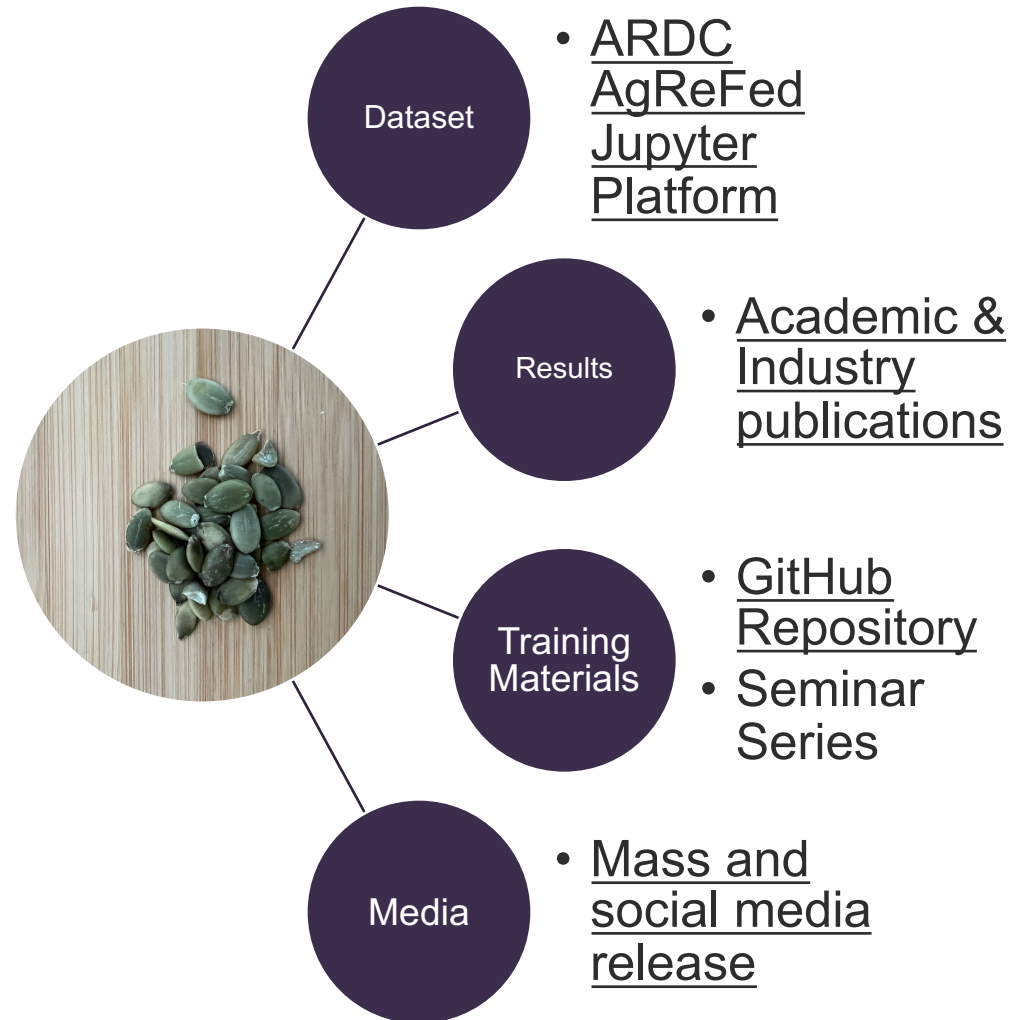 Dataset
• ARDC
AgReFed
Jupyter
Platform
Results
• Academic &
Industry
publications
Training
Materials
• GitHub
Repository
• Seminar
Series
Media
• Mass and
social media
release